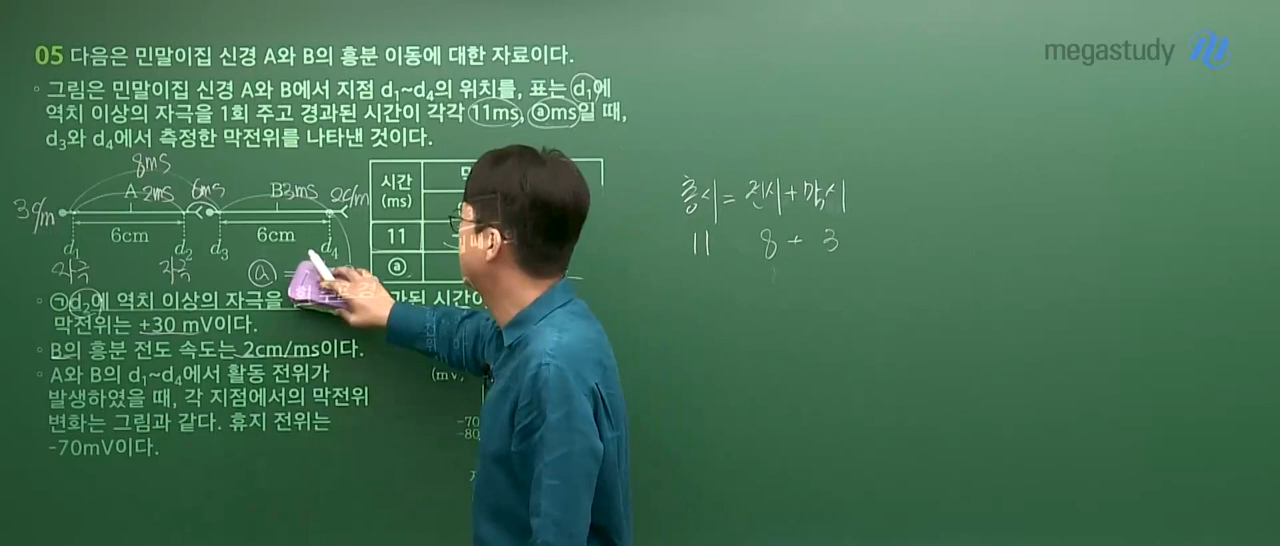 megastudy
05 다음은 민말이집 신경 A와 B의 흥분 이동에 대한 자료이다.
◦ 그림은 민말이집 신경 A와 B에서 지점 d₁~d₄의 위치를, 표는 d₁에
역치 이상의 자극을 1회 주고 경과된 시간이 각각 11ms, ⓐms일 때,
d₃와 d₄에서 측정한 막전위를 나타낸 것이다.
8ms
A 2ms 6ms B 3ms 2c/m
3c/m
6cm 6cm
d₁ d₂ d₃ d₄
자극 자극 ⓐ =
시간
(ms)
11
ⓐ
총시 = 전시 + 막시
11 8 + 3
◦ ㉠d₂에 역치 이상의 자극을 과된 시간이
막전위는 +30 mV이다.
◦ B의 흥분 전도 속도는 2cm/ms이다.
◦ A와 B의 d₁~d₄에서 활동 전위가
발생하였을 때, 각 지점에서의 막전위
변화는 그림과 같다. 휴지 전위는
-70mV이다.
(mV)
-70
-80